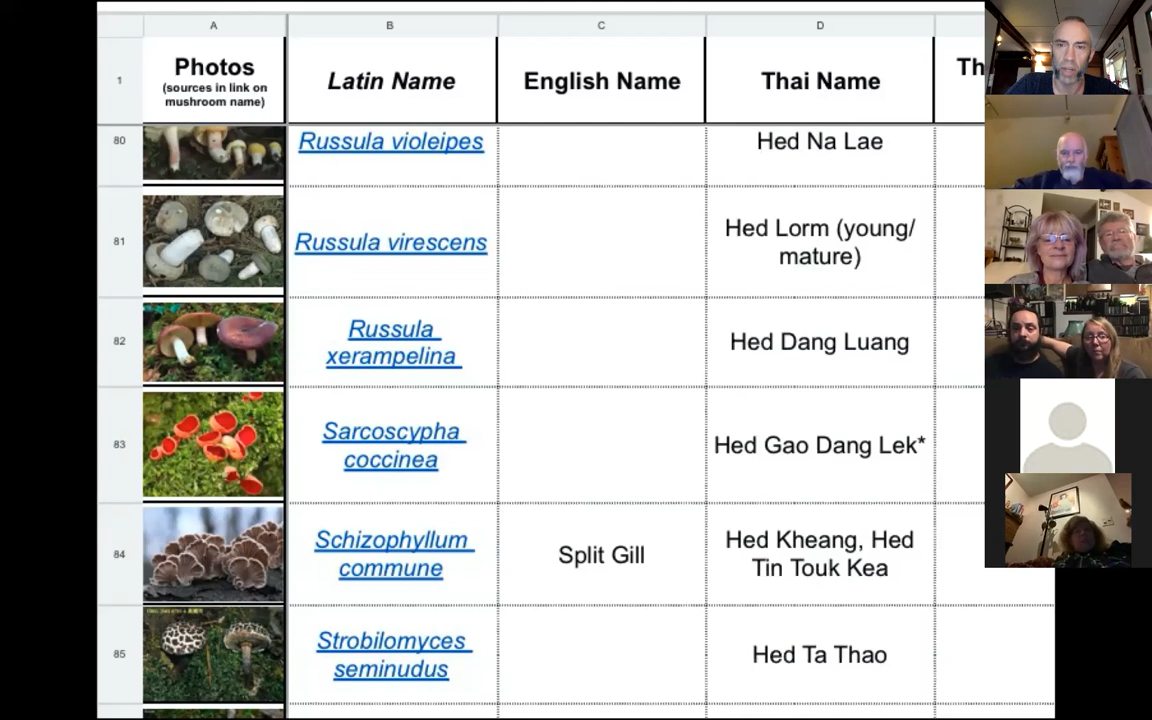 A
B
C
D
1
Photos
(sources in link on
mushroom name)
Latin Name
English Name
Thai Name
Th
80
Russula violeipes
Hed Na Lae
81
Russula virescens
Hed Lorm (young/
mature)
82
Russula
xerampelina
Hed Dang Luang
83
Sarcoscypha
coccinea
Hed Gao Dang Lek*
84
Schizophyllum
commune
Split Gill
Hed Kheang, Hed
Tin Touk Kea
85
Strobilomyces
seminudus
Hed Ta Thao